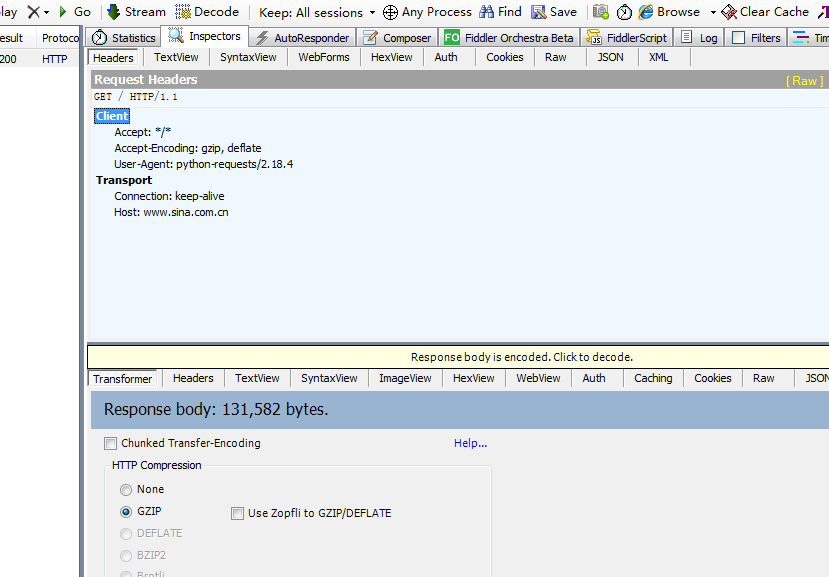 lay Go Stream Decode Keep: All sessions Any Process Find Save Browse Clear Cache
esult Protoco Statistics Inspectors AutoResponder Composer FO Fiddler Orchestra Beta FiddlerScript Log Filters Tim
200 HTTP Headers TextView SyntaxView WebForms HexView Auth Cookies Raw JSON XML
Request Headers [ Raw ]
GET / HTTP/1.1
Client
Accept: */*
Accept-Encoding: gzip, deflate
User-Agent: python-requests/2.18.4
Transport
Connection: keep-alive
Host: www.sina.com.cn
Response body is encoded. Click to decode.
Transformer Headers TextView SyntaxView ImageView HexView WebView Auth Caching Cookies Raw JSON
Response body: 131,582 bytes.
Chunked Transfer-Encoding Help...
HTTP Compression
None
GZIP Use Zopfli to GZIP/DEFLATE
DEFLATE
BZIP2
Brotli